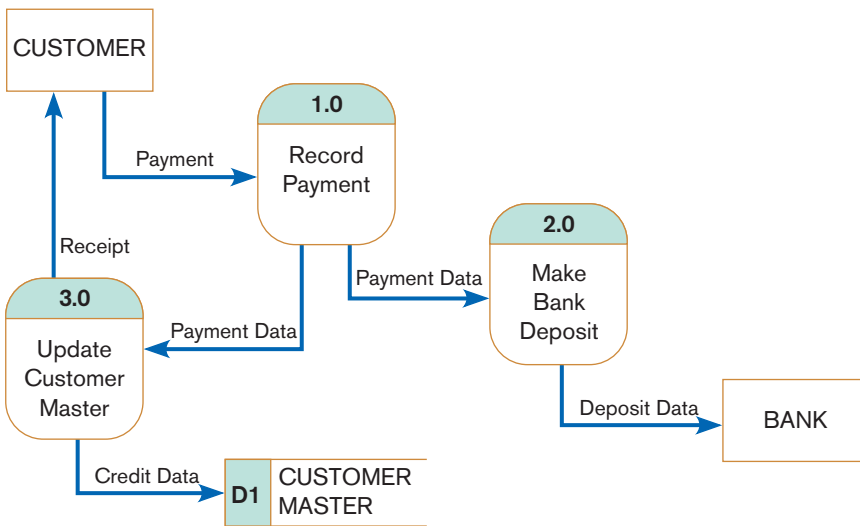 CUSTOMER
1.0
Record
Payment
Payment
Receipt
2.0
Make
Bank
Deposit
Payment Data
3.0
Update
Customer
Master
Payment Data
Deposit Data
BANK
Credit Data
D1
CUSTOMER
MASTER